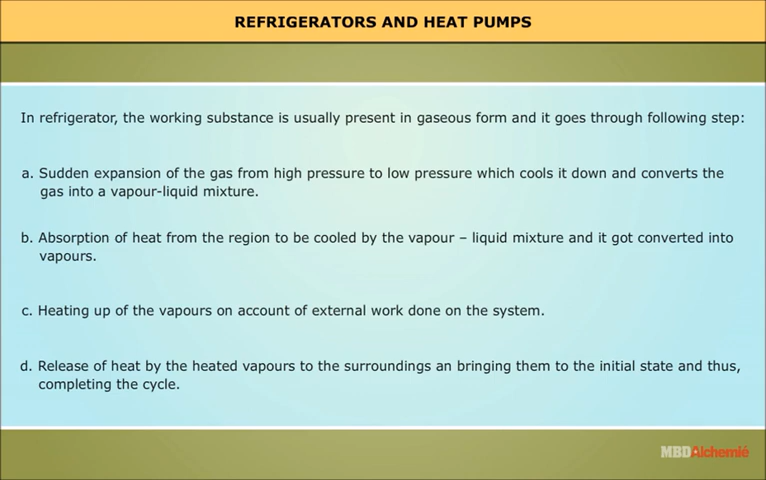 REFRIGERATORS AND HEAT PUMPS
In refrigerator, the working substance is usually present in gaseous form and it goes through following step:
a. Sudden expansion of the gas from high pressure to low pressure which cools it down and converts the
gas into a vapour-liquid mixture.
b. Absorption of heat from the region to be cooled by the vapour – liquid mixture and it got converted into
vapours.
c. Heating up of the vapours on account of external work done on the system.
d. Release of heat by the heated vapours to the surroundings an bringing them to the initial state and thus,
completing the cycle.
MBDAlchemié